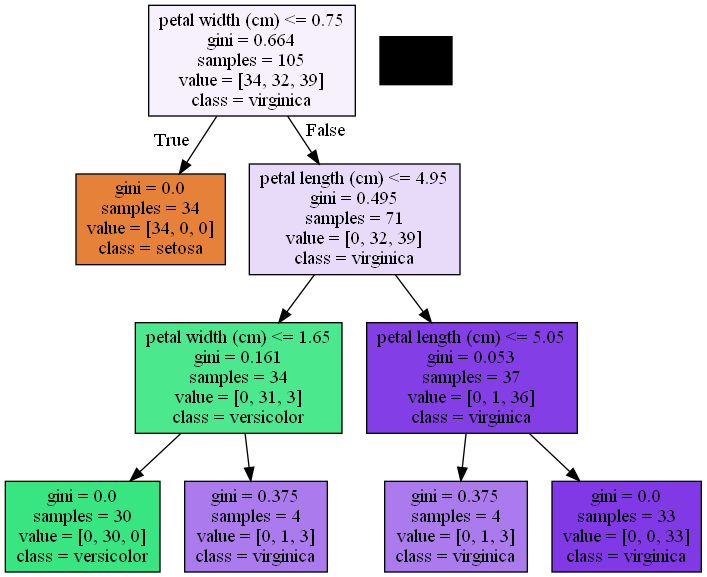 petal width (cm) <= 0.75
gini = 0.664
samples = 105
value = [34, 32, 39]
class = virginica
True
False
gini = 0.0
samples = 34
value = [34, 0, 0]
class = setosa
petal length (cm) <= 4.95
gini = 0.495
samples = 71
value = [0, 32, 39]
class = virginica
petal width (cm) <= 1.65
gini = 0.161
samples = 34
value = [0, 31, 3]
class = versicolor
petal length (cm) <= 5.05
gini = 0.053
samples = 37
value = [0, 1, 36]
class = virginica
gini = 0.0
samples = 30
value = [0, 30, 0]
class = versicolor
gini = 0.375
samples = 4
value = [0, 1, 3]
class = virginica
gini = 0.375
samples = 4
value = [0, 1, 3]
class = virginica
gini = 0.0
samples = 33
value = [0, 0, 33]
class = virginica